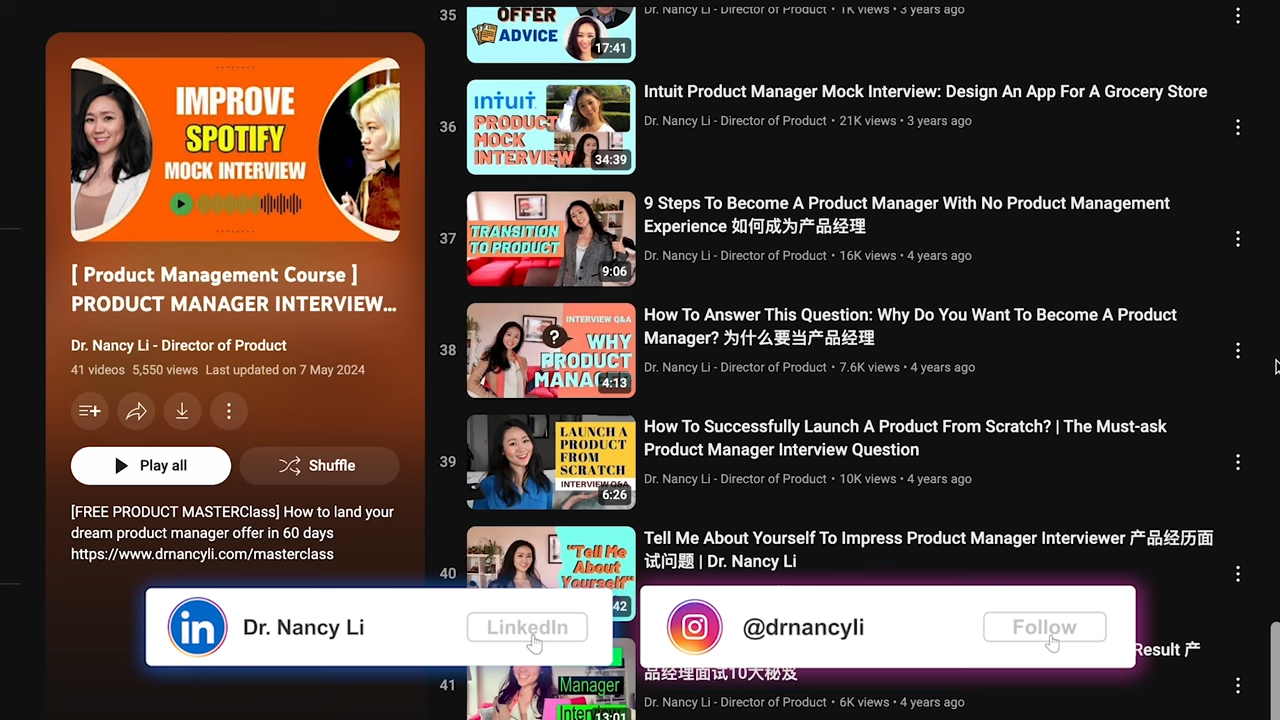 IMPROVE
SPOTIFY
MOCK INTERVIEW
[ Product Management Course ]
PRODUCT MANAGER INTERVIEW...
Dr. Nancy Li - Director of Product
41 videos 5,550 views Last updated on 7 May 2024
Play all
Shuffle
[FREE PRODUCT MASTERClass] How to land your
dream product manager offer in 60 days
https://www.drnancyli.com/masterclass
35
OFFER
ADVICE
17:41
Dr. Nancy Li - Director of Product • 1K views • 3 years ago
36
INTUIT
PRODUCT
MOCK
INTERVIEW
34:39
Intuit Product Manager Mock Interview: Design An App For A Grocery Store
Dr. Nancy Li - Director of Product • 21K views • 3 years ago
37
TRANSITION
TO PRODUCT
9:06
9 Steps To Become A Product Manager With No Product Management
Experience 如何成为产品经理
Dr. Nancy Li - Director of Product • 16K views • 4 years ago
38
INTERVIEW Q&A
?
WHY
PRODUCT
4:13
How To Answer This Question: Why Do You Want To Become A Product
Manager? 为什么要当产品经理
Dr. Nancy Li - Director of Product • 7.6K views • 4 years ago
39
LAUNCH A
PRODUCT
FROM
SCRATCH
INTERVIEW Q&A
6:26
How To Successfully Launch A Product From Scratch? | The Must-ask
Product Manager Interview Question
Dr. Nancy Li - Director of Product • 10K views • 4 years ago
40
"Tell Me
About
Yourself"
42
Tell Me About Yourself To Impress Product Manager Interviewer 产品经历面
试问题 | Dr. Nancy Li
in
Dr. Nancy Li
LinkedIn
@drnancyli
Follow
41
Manager
13:01
Result 产
品经理面试10大秘笈
Dr. Nancy Li - Director of Product • 6K views • 4 years ago